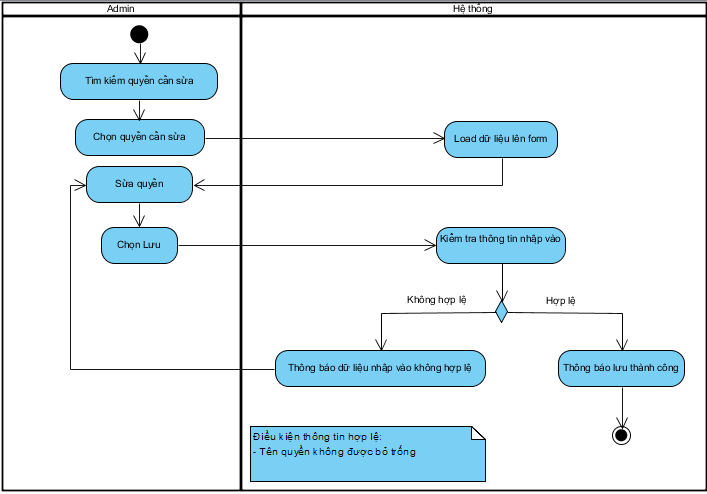 Admin
Hệ thống
Tìm kiếm quyền cần sửa
Chọn quyền cần sửa
Load dữ liệu lên form
Sửa quyền
Chọn Lưu
Kiểm tra thông tin nhập vào
Không hợp lệ
Hợp lệ
Thông báo dữ liệu nhập vào không hợp lệ
Thông báo lưu thành công
Điều kiện thông tin hợp lệ:
- Tên quyền không được bỏ trống